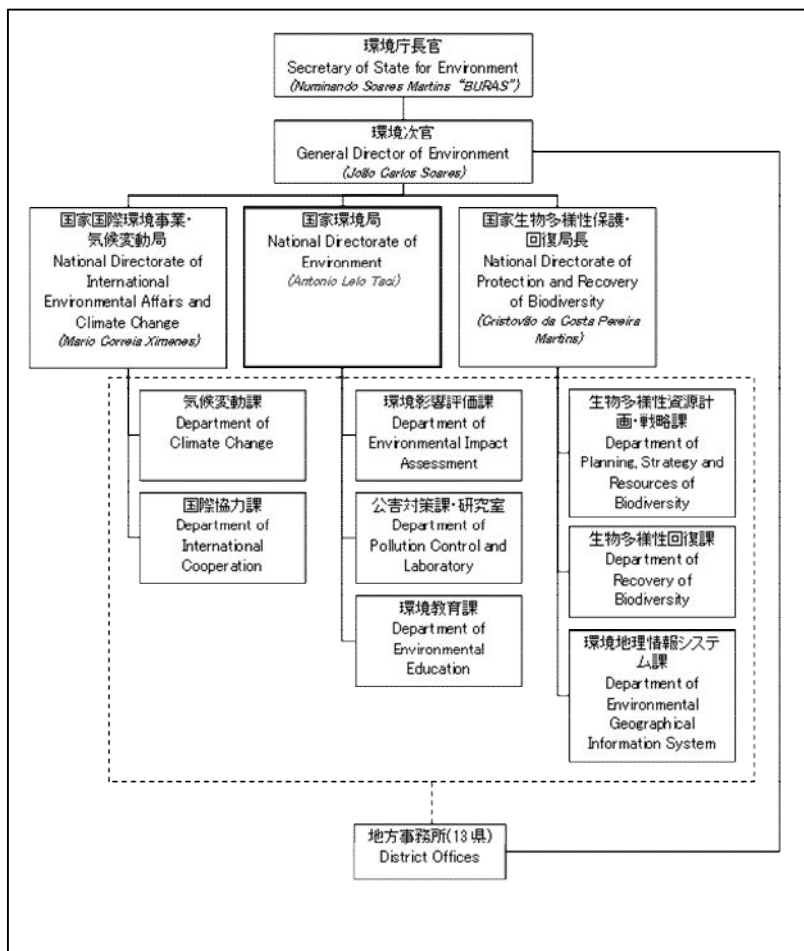 環境庁長官
Secretary of State for Environment
(Numinando Soares Martins "BURAS")
環境次官
General Director of Environment
(João Carlos Soares)
国家国際環境事業・
気候変動局
National Directorate of
International
Environmental Affairs and
Climate Change
(Mario Correia Ximenes)
国家環境局
National Directorate of
Environment
(Antonio Lelo Taci)
国家生物多様性保護・
回復局長
National Directorate of
Protection and Recovery
of Biodiversity
(Cristovão da Costa Pereira
Martins)
気候変動課
Department of
Climate Change
国際協力課
Department of
International
Cooperation
環境影響評価課
Department of
Environmental Impact
Assessment
公害対策課・研究室
Department of
Pollution Control and
Laboratory
環境教育課
Department of
Environmental
Education
生物多様性資源計
画・戦略課
Department of
Planning, Strategy and
Resources of
Biodiversity
生物多様性回復課
Department of
Recovery of
Biodiversity
環境地理情報システ
ム課
Department of
Environmental
Geographical
Information System
地方事務所(13県)
District Offices